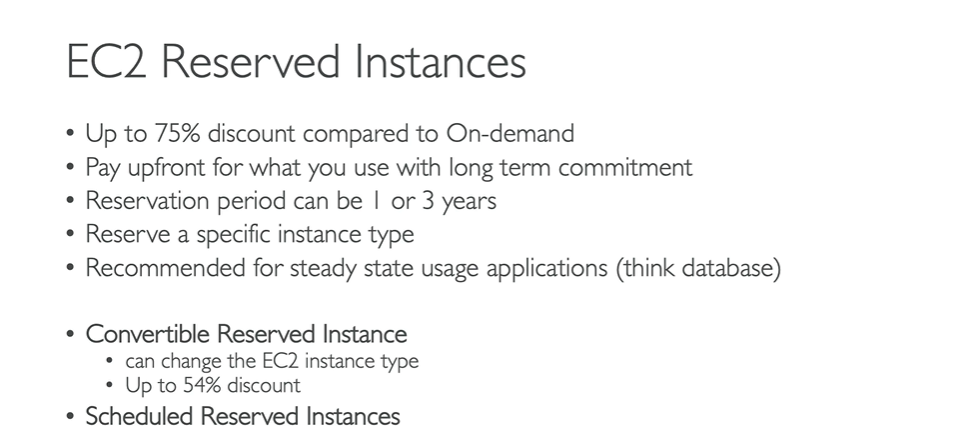 EC2 Reserved Instances
• Up to 75% discount compared to On-demand
• Pay upfront for what you use with long term commitment
• Reservation period can be 1 or 3 years
• Reserve a specific instance type
• Recommended for steady state usage applications (think database)
• Convertible Reserved Instance
• can change the EC2 instance type
• Up to 54% discount
• Scheduled Reserved Instances